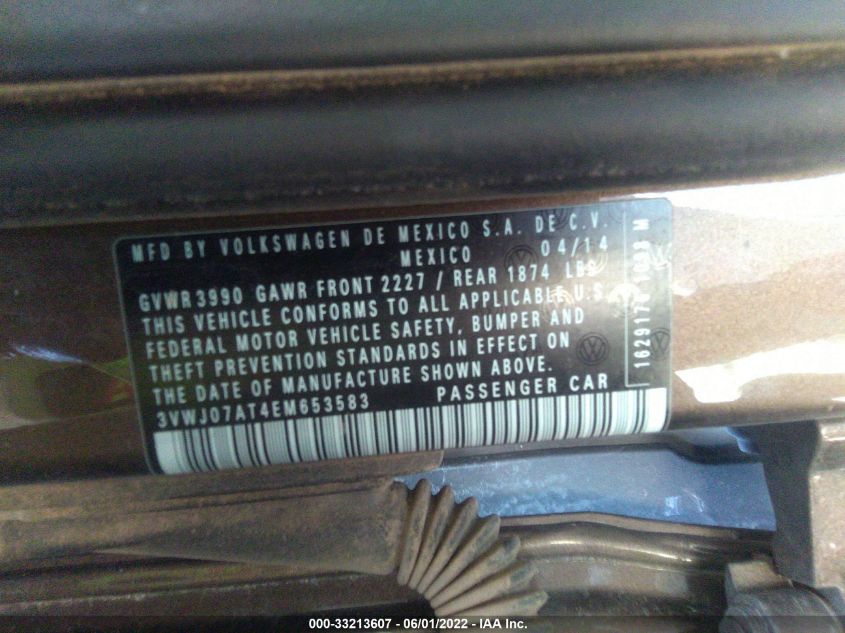 MFD BY VOLKSWAGEN DE MEXICO S.A. DE C.V.
MEXICO 04/14
GVWR 3990 GAWR FRONT 2227 / REAR 1874 LBS
THIS VEHICLE CONFORMS TO ALL APPLICABLE U.S.
FEDERAL MOTOR VEHICLE SAFETY, BUMPER AND
THEFT PREVENTION STANDARDS IN EFFECT ON
THE DATE OF MANUFACTURE SHOWN ABOVE.
3VWJ07AT4EM653583 PASSENGER CAR
M
000-33213607 - 06/01/2022 - IAA Inc.